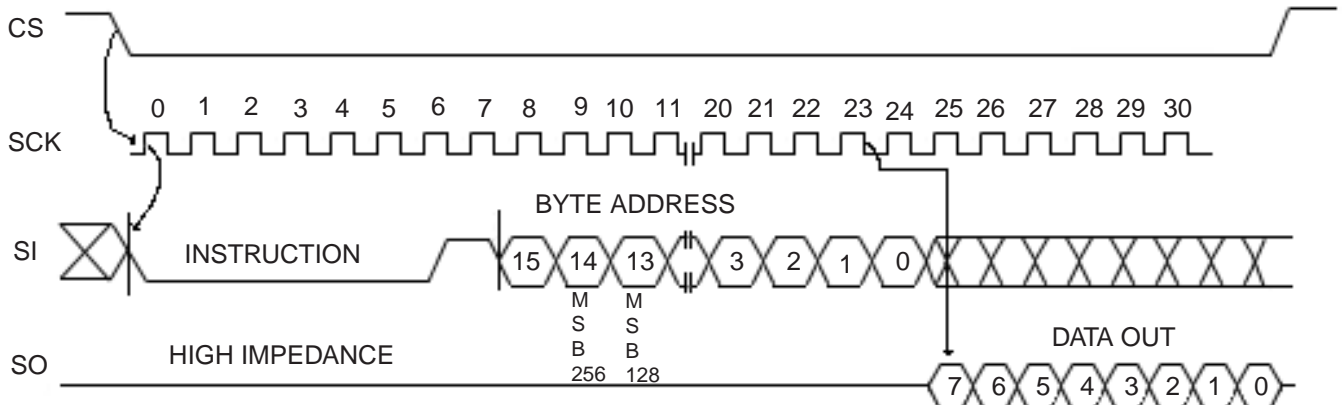 CS
0 1 2 3 4 5 6 7 8 9 10 11 20 21 22 23 24 25 26 27 28 29 30
SCK
BYTE ADDRESS
SI INSTRUCTION 15 14 13 3 2 1 0
M M
S S
B B
256 128
DATA OUT
HIGH IMPEDANCE
SO
7 6 5 4 3 2 1 0